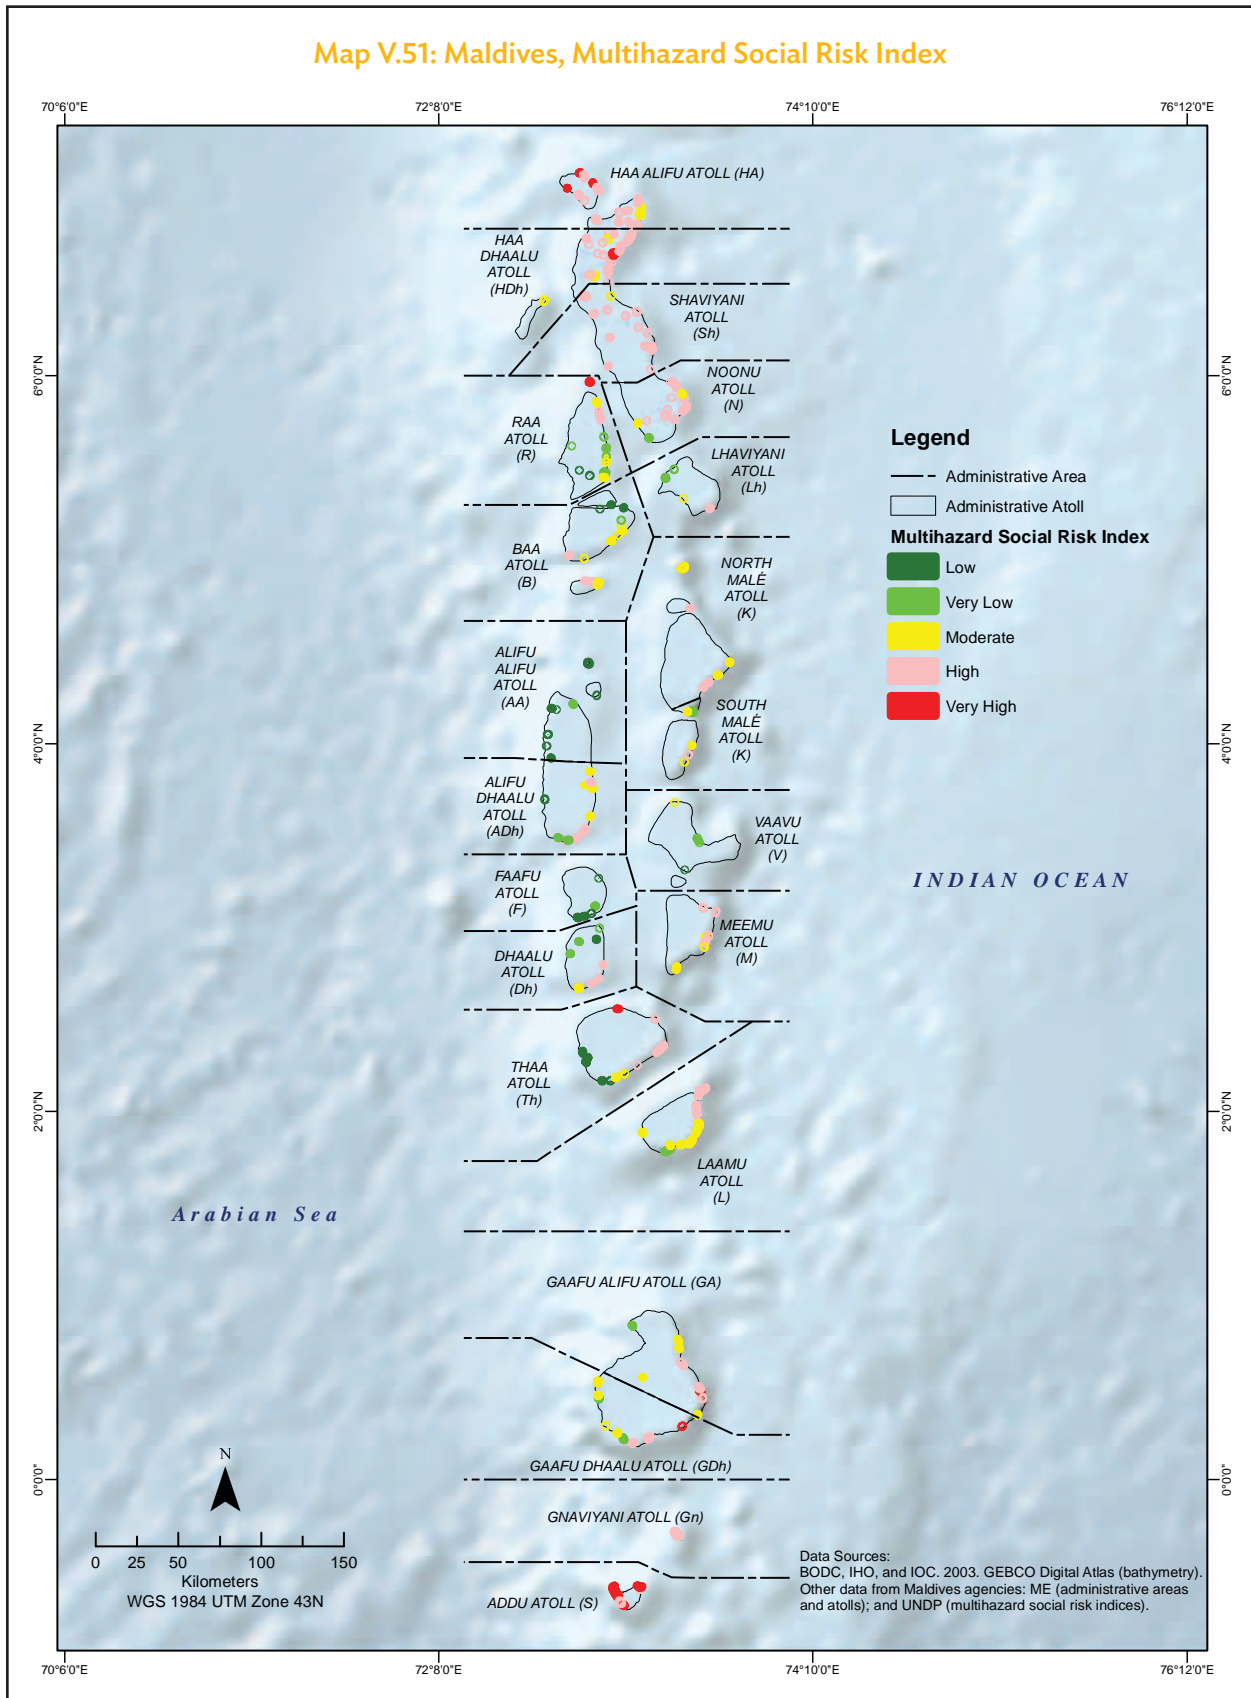 Map V.51: Maldives, Multihazard Social Risk Index
70°6'0"E
72°8'0"E
74°10'0"E
76°12'0"E
HAA ALIFU ATOLL (HA)
HAA
DHAALU
ATOLL
(HDh)
SHAVIYANI
ATOLL
(Sh)
6°0'0"N
6°0'0"N
NOONU
ATOLL
(N)
RAA
ATOLL
(R)
LHAVIYANI
ATOLL
(Lh)
BAA
ATOLL
(B)
NORTH
MALÉ
ATOLL
(K)
ALIFU
ALIFU
ATOLL
(AA)
SOUTH
MALÉ
ATOLL
(K)
4°0'0"N
4°0'0"N
ALIFU
DHAALU
ATOLL
(ADh)
VAAVU
ATOLL
(V)
FAAFU
ATOLL
(F)
MEEMU
ATOLL
(M)
DHAALU
ATOLL
(Dh)
THAA
ATOLL
(Th)
2°0'0"N
2°0'0"N
LAAMU
ATOLL
(L)
Legend
Administrative Area
Administrative Atoll
Multihazard Social Risk Index
Low
Very Low
Moderate
High
Very High
INDIAN OCEAN
Arabian Sea
GAAFU ALIFU ATOLL (GA)
GAAFU DHAALU ATOLL (GDh)
0°0'0"
0°0'0"
GNAVIYANI ATOLL (Gn)
ADDU ATOLL (S)
N
0 25 50 100 150
Kilometers
WGS 1984 UTM Zone 43N
Data Sources:
BODC, IHO, and IOC. 2003. GEBCO Digital Atlas (bathymetry).
Other data from Maldives agencies: ME (administrative areas
and atolls); and UNDP (multihazard social risk indices).
70°6'0"E
72°8'0"E
74°10'0"E
76°12'0"E